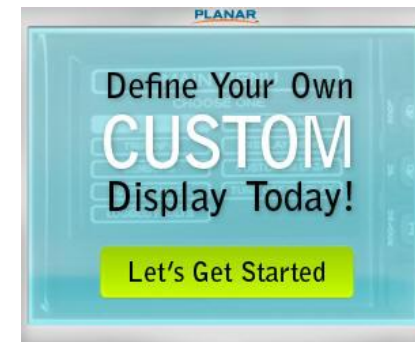 PLANAR
Define Your Own
CUSTOM
Display Today!
Let's Get Started